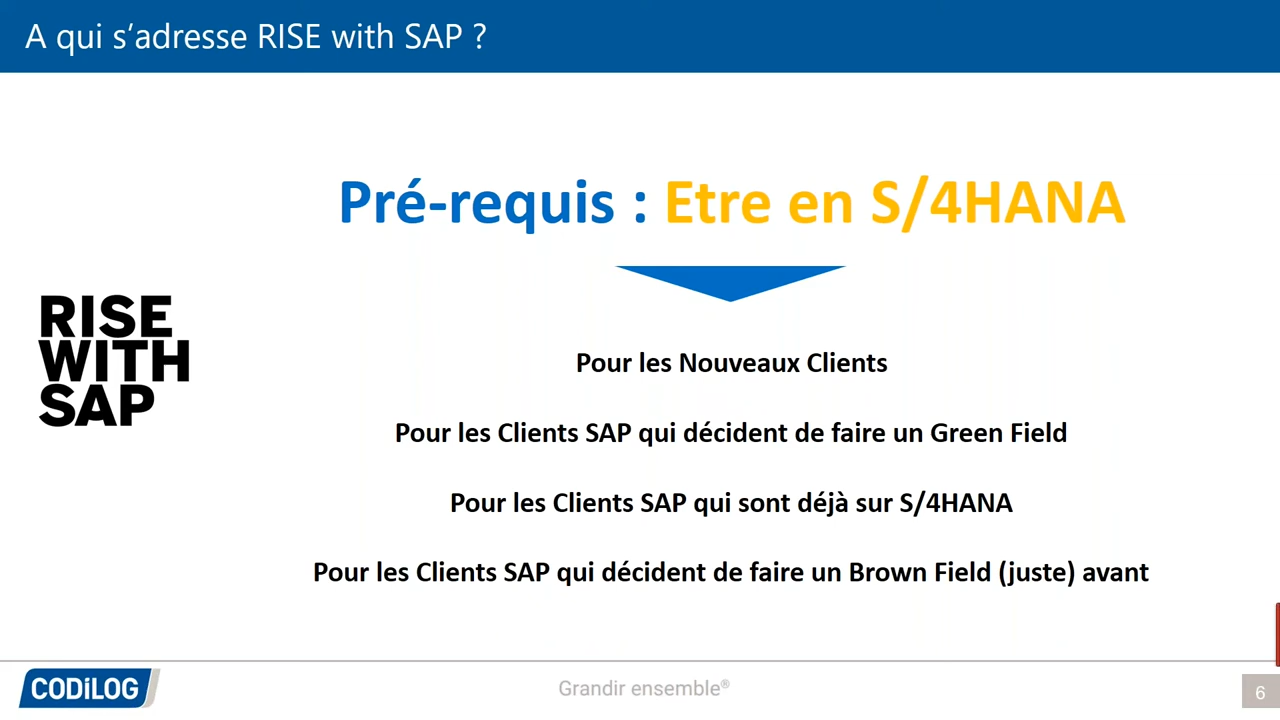 A qui s’adresse RISE with SAP ?
Pré-requis : Etre en S/4HANA
RISE
WITH
SAP
Pour les Nouveaux Clients
Pour les Clients SAP qui décident de faire un Green Field
Pour les Clients SAP qui sont déjà sur S/4HANA
Pour les Clients SAP qui décident de faire un Brown Field (juste) avant
CODiLOG
Grandir ensemble®
6